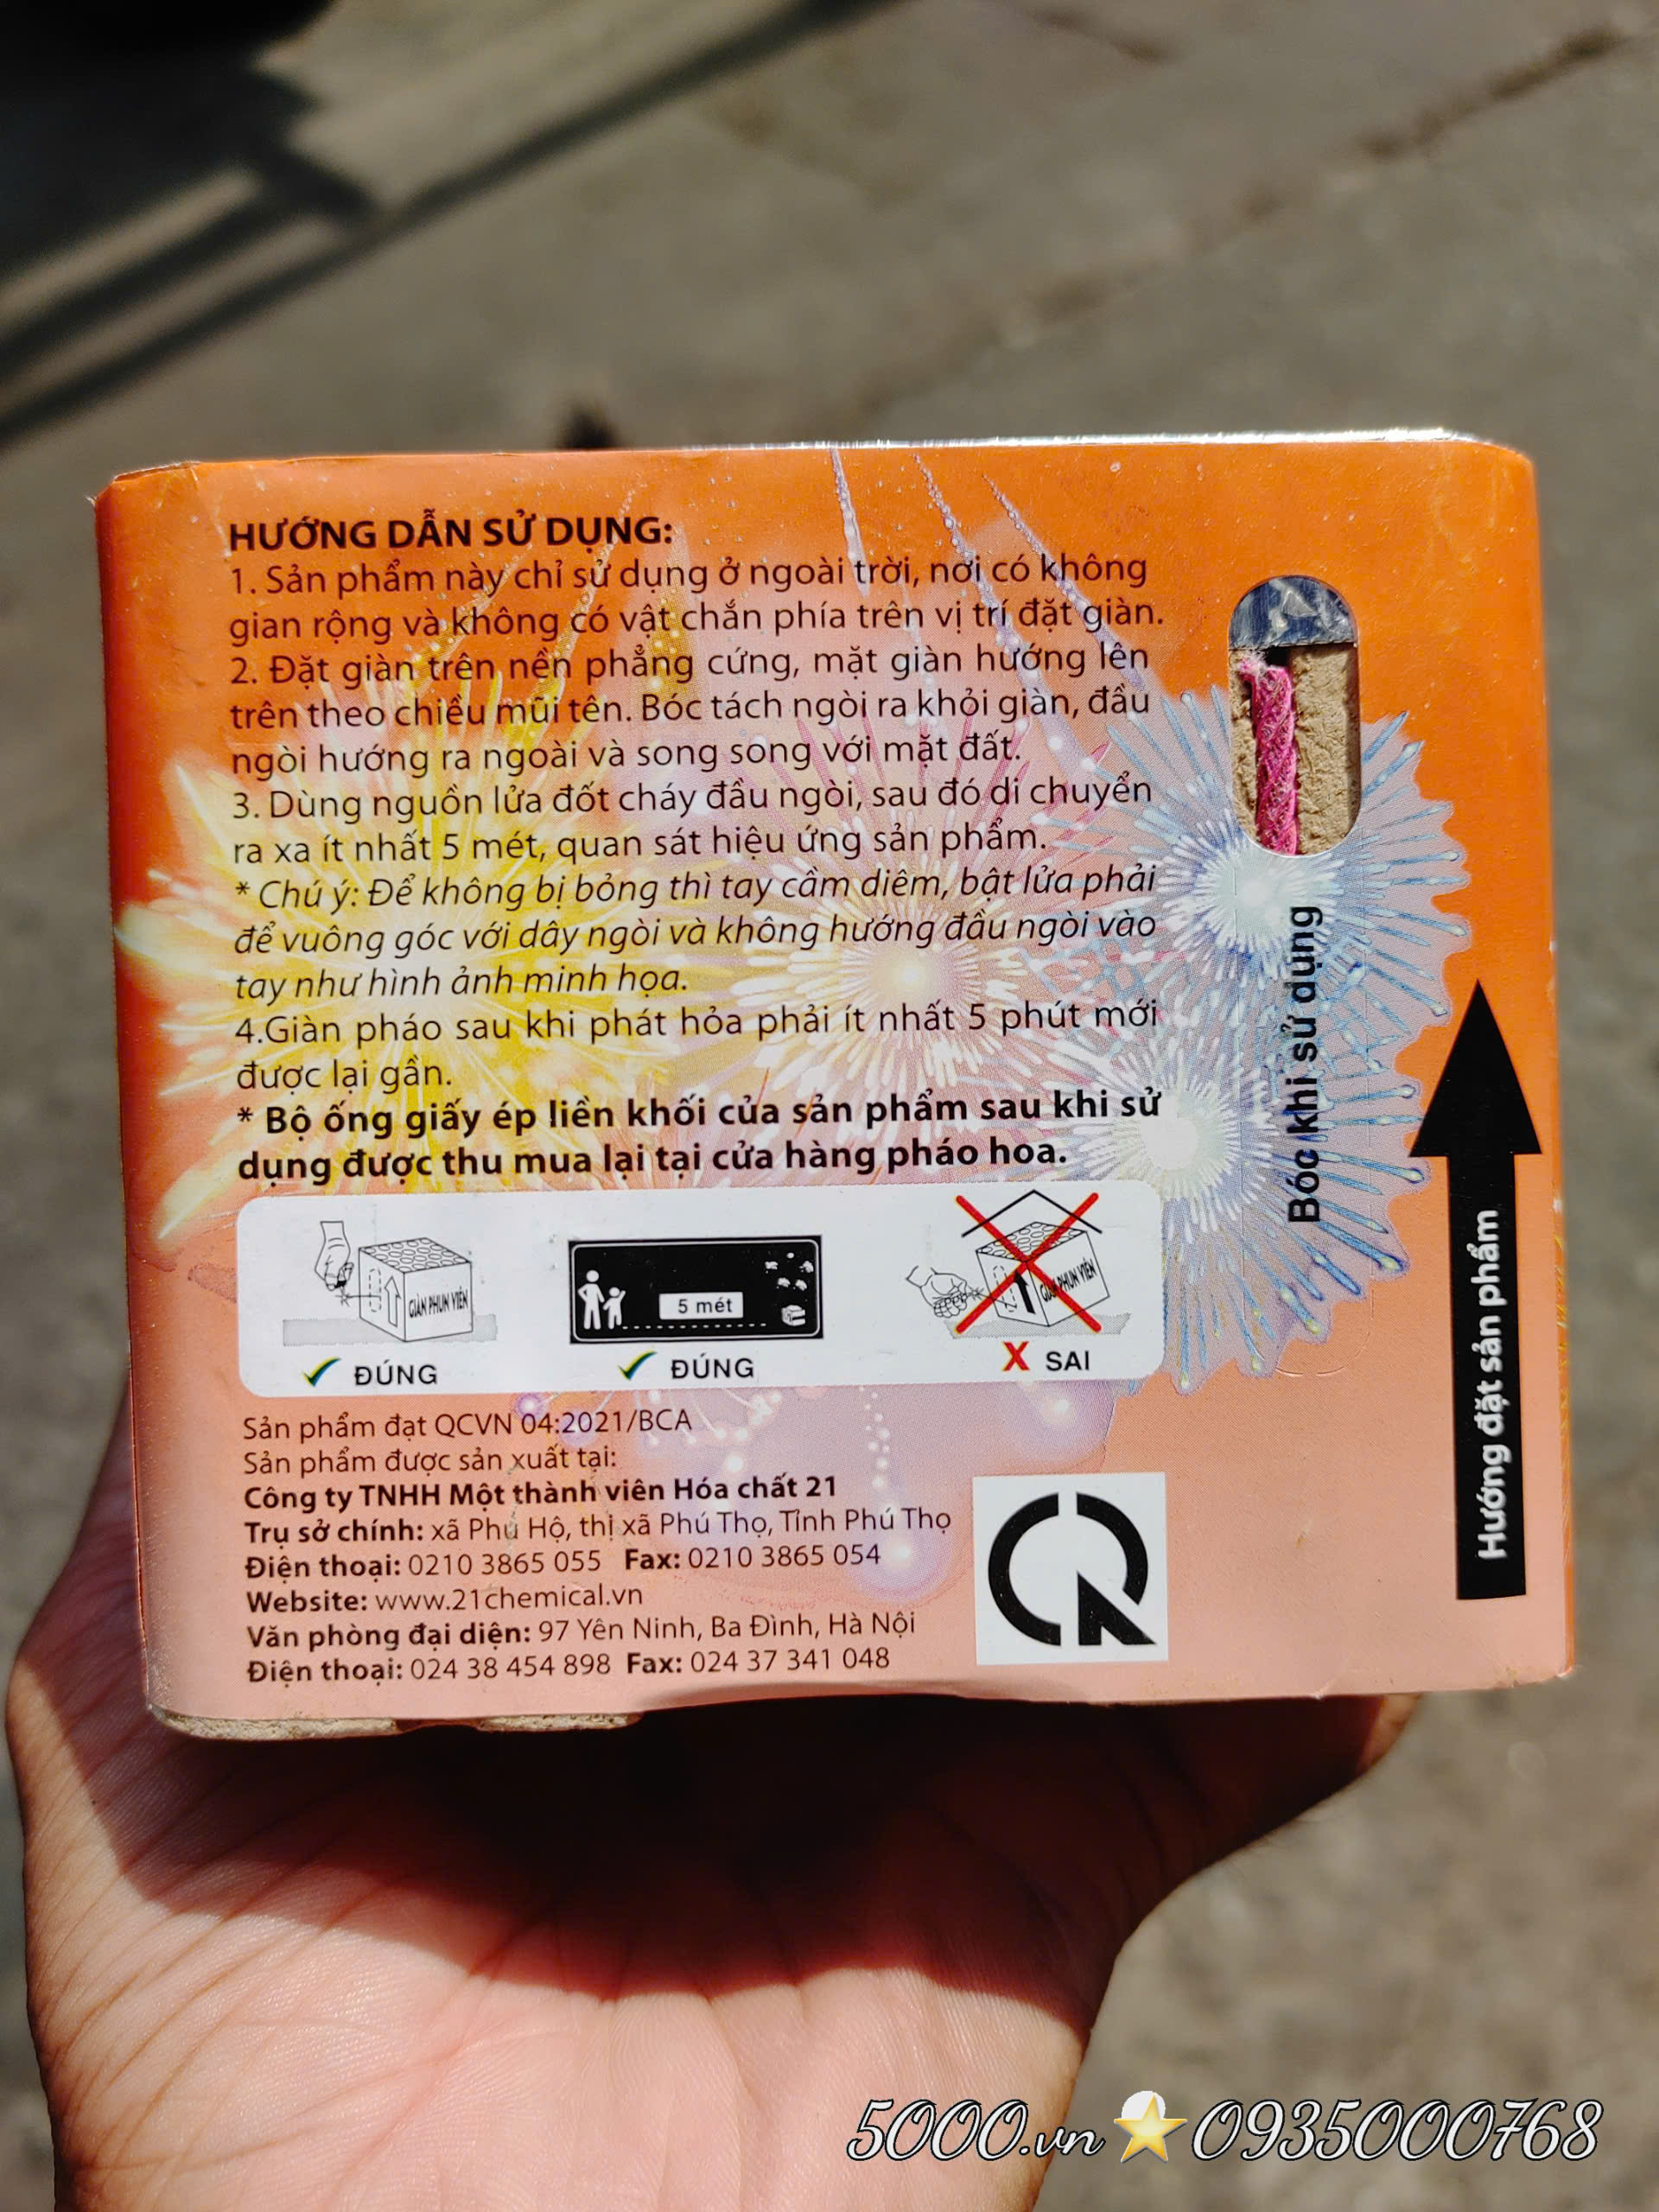 HƯỚNG DẪN SỬ DỤNG:
1. Sản phẩm này chỉ sử dụng ở ngoài trời, nơi có không
gian rộng và không có vật chắn phía trên vị trí đặt giàn.
2. Đặt giàn trên nền phẳng cứng, mặt giàn hướng lên
trên theo chiều mũi tên. Bóc tách ngòi ra khỏi giàn, đầu
ngòi hướng ra ngoài và song song với mặt đất.
3. Dùng nguồn lửa đốt cháy đầu ngòi, sau đó di chuyển
ra xa ít nhất 5 mét, quan sát hiệu ứng sản phẩm.
* Chú ý: Để không bị bỏng thì tay cầm diêm, bật lửa phải
để vuông góc với dây ngòi và không hướng đầu ngòi vào
tay như hình ảnh minh họa.
4.Giàn pháo sau khi phát hỏa phải ít nhất 5 phút mới
được lại gần.
* Bộ ống giấy ép liền khối của sản phẩm sau khi sử
dụng được thu mua lại tại cửa hàng pháo hoa.
GIÀN PHUN VIÊN
5 mét
GIÀN PHUN VIÊN
ĐÚNG
ĐÚNG
X SAI
Bóc khi sử dụng
Hướng đặt sản phẩm
Sản phẩm đạt QCVN 04:2021/BCA
Sản phẩm được sản xuất tại:
Công ty TNHH Một thành viên Hóa chất 21
Trụ sở chính: xã Phú Hộ, thị xã Phú Thọ, Tỉnh Phú Thọ
Điện thoại: 0210 3865 055 Fax: 0210 3865 054
Website: www.21chemical.vn
Văn phòng đại diện: 97 Yên Ninh, Ba Đình, Hà Nội
Điện thoại: 024 38 454 898 Fax: 024 37 341 048
5000.vn⭐0935000768